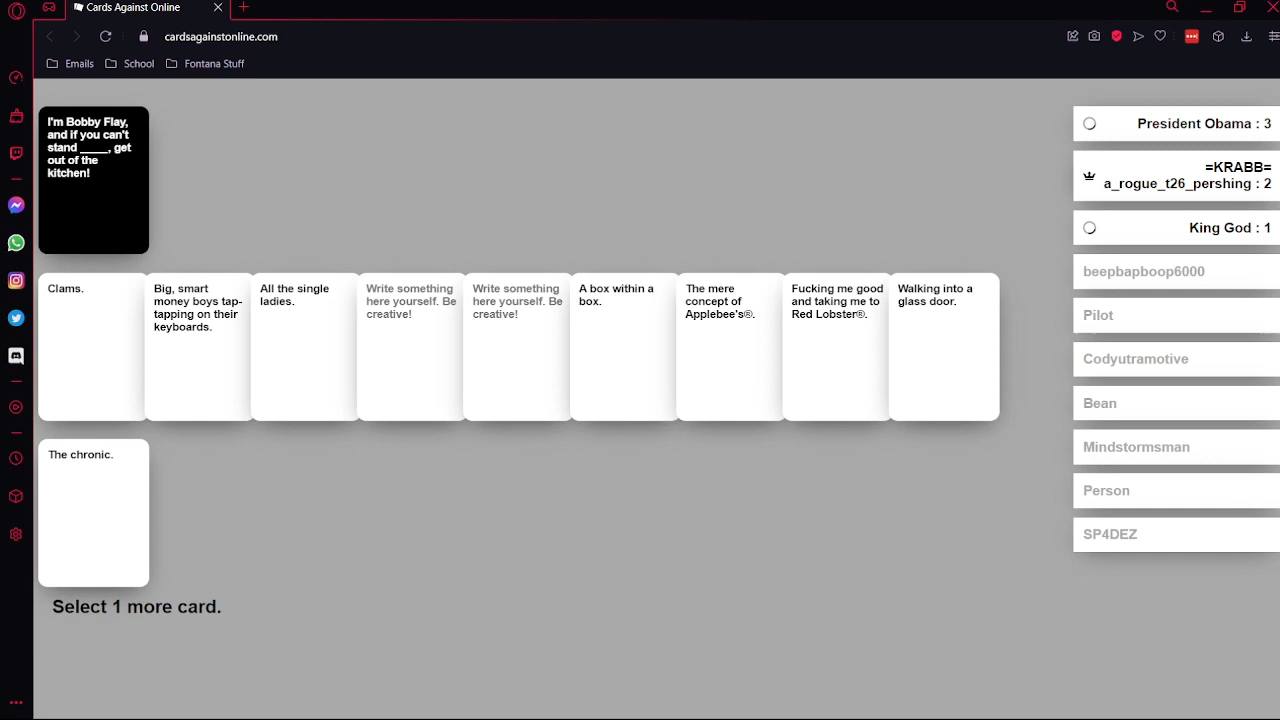 Cards Against Online
cardsagainstonline.com
Emails
School
Fontana Stuff
I'm Bobby Flay,
and if you can't
stand _____, get
out of the
kitchen!
Clams.
Big, smart
money boys tap-
tapping on their
keyboards.
All the single
ladies.
Write something
here yourself. Be
creative!
Write something
here yourself. Be
creative!
A box within a
box.
The mere
concept of
Applebee's®.
Fucking me good
and taking me to
Red Lobster®.
Walking into a
glass door.
The chronic.
Select 1 more card.
President Obama : 3
=KRABB=
a_rogue_t26_pershing : 2
King God : 1
beepbapboop6000
Pilot
Codyutramotive
Bean
Mindstormsman
Person
SP4DEZ